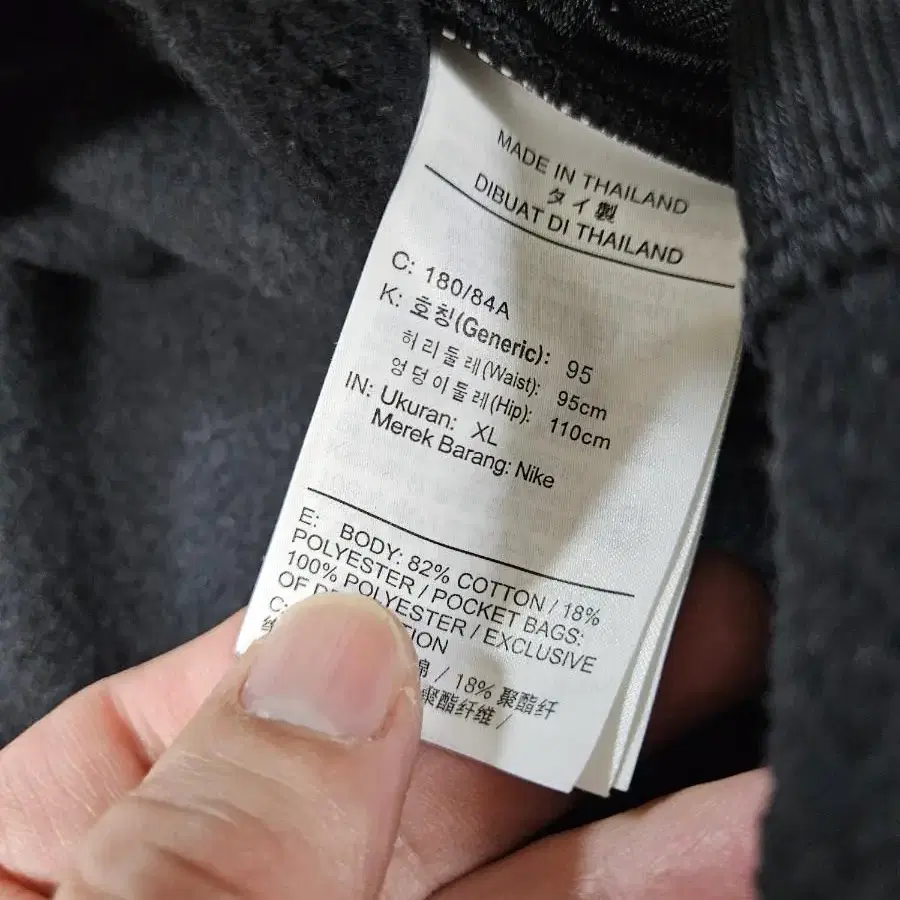 MADE IN THAILAND
タイ製
DIBUAT DI THAILAND
C: 180/84A
K: 호칭(Generic): 95
허리둘레(Waist): 95cm
엉덩이둘레(Hip): 110cm
IN: Ukuran: XL
Merek Barang: Nike
E: BODY: 82% COTTON / 18%
POLYESTER / POCKET BAGS:
100% POLYESTER / EXCLUSIVE
OF
C:
棉 / 18% 聚酯纤
聚酯纤维 /